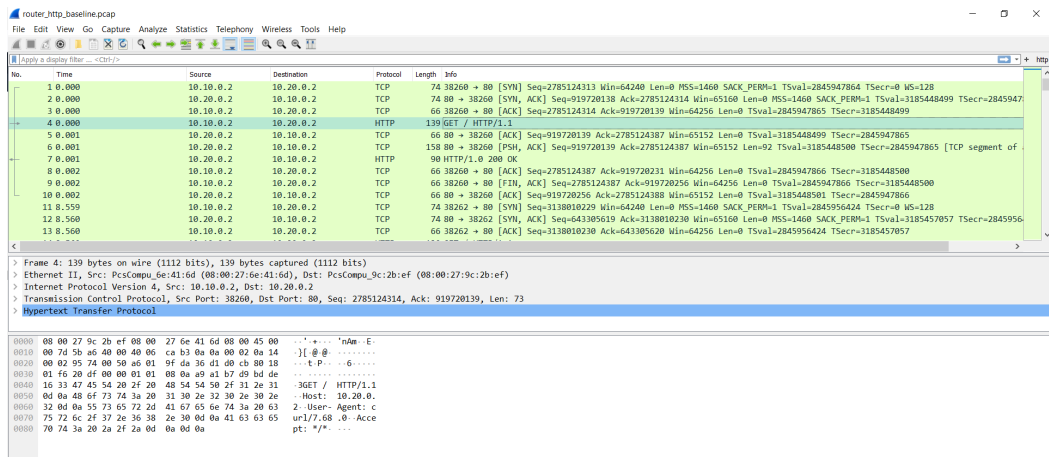 router_http_baseline.pcap
File Edit View Go Capture Analyze Statistics Telephony Wireless Tools Help
Apply a display filter ... <Ctrl-/> http
No. Time Source Destination Protocol Length Info
1 0.000 10.10.0.2 10.20.0.2 TCP 74 38260 → 80 [SYN] Seq=2785124313 Win=64240 Len=0 MSS=1460 SACK_PERM=1 TSval=2845947864 TSecr=0 WS=128
2 0.000 10.20.0.2 10.10.0.2 TCP 74 80 → 38260 [SYN, ACK] Seq=919720138 Ack=2785124314 Win=65160 Len=0 MSS=1460 SACK_PERM=1 TSval=3185448499 TSecr=28459478
3 0.000 10.10.0.2 10.20.0.2 TCP 66 38260 → 80 [ACK] Seq=2785124314 Ack=919720139 Win=64256 Len=0 TSval=2845947865 TSecr=3185448499
4 0.000 10.10.0.2 10.20.0.2 HTTP 139 GET / HTTP/1.1
5 0.001 10.20.0.2 10.10.0.2 TCP 66 80 → 38260 [ACK] Seq=919720139 Ack=2785124387 Win=65152 Len=0 TSval=3185448499 TSecr=2845947865
6 0.001 10.20.0.2 10.10.0.2 TCP 158 80 → 38260 [PSH, ACK] Seq=919720139 Ack=2785124387 Win=65152 Len=92 TSval=3185448500 TSecr=2845947865 [TCP segment of
7 0.001 10.20.0.2 10.10.0.2 HTTP 90 HTTP/1.0 200 OK
8 0.002 10.10.0.2 10.20.0.2 TCP 66 38260 → 80 [ACK] Seq=2785124387 Ack=919720231 Win=64256 Len=0 TSval=2845947866 TSecr=3185448500
9 0.002 10.10.0.2 10.20.0.2 TCP 66 38260 → 80 [FIN, ACK] Seq=2785124387 Ack=919720256 Win=64256 Len=0 TSval=2845947866 TSecr=3185448500
10 0.002 10.20.0.2 10.10.0.2 TCP 66 80 → 38260 [ACK] Seq=919720256 Ack=2785124388 Win=65152 Len=0 TSval=3185448501 TSecr=2845947866
11 8.559 10.10.0.2 10.20.0.2 TCP 74 38262 → 80 [SYN] Seq=3138010229 Win=64240 Len=0 MSS=1460 SACK_PERM=1 TSval=2845956424 TSecr=0 WS=128
12 8.560 10.20.0.2 10.10.0.2 TCP 74 80 → 38262 [SYN, ACK] Seq=643305619 Ack=3138010230 Win=65160 Len=0 MSS=1460 SACK_PERM=1 TSval=3185457057 TSecr=2845956
13 8.560 10.10.0.2 10.20.0.2 TCP 66 38262 → 80 [ACK] Seq=3138010230 Ack=643305620 Win=64256 Len=0 TSval=2845956424 TSecr=3185457057
> Frame 4: 139 bytes on wire (1112 bits), 139 bytes captured (1112 bits)
> Ethernet II, Src: PcsCompu_6e:41:6d (08:00:27:6e:41:6d), Dst: PcsCompu_9c:2b:ef (08:00:27:9c:2b:ef)
> Internet Protocol Version 4, Src: 10.10.0.2, Dst: 10.20.0.2
> Transmission Control Protocol, Src Port: 38260, Dst Port: 80, Seq: 2785124314, Ack: 919720139, Len: 73
> Hypertext Transfer Protocol
0000 08 00 27 9c 2b ef 08 00 27 6e 41 6d 08 00 45 00 ··'·+··· 'nAm··E·
0010 00 7d 5b a6 40 00 40 06 ca b3 0a 0a 00 02 0a 14 ·}[·@·@· ········
0020 00 02 95 74 00 50 a6 01 9f da 36 d1 d0 cb 80 18 ···t·P·· ··6·····
0030 01 f6 20 df 00 00 01 01 08 0a a9 a1 b7 d9 bd de ·· ····· ········
0040 16 33 47 45 54 20 2f 20 48 54 54 50 2f 31 2e 31 ·3GET / HTTP/1.1
0050 0d 0a 48 6f 73 74 3a 20 31 30 2e 32 30 2e 30 2e ··Host: 10.20.0.
0060 32 0d 0a 55 73 65 72 2d 41 67 65 6e 74 3a 20 63 2··User- Agent: c
0070 75 72 6c 2f 37 2e 36 38 2e 30 0d 0a 41 63 63 65 url/7.68 .0··Acce
0080 70 74 3a 20 2a 2f 2a 0d 0a 0d 0a pt: */*· ···